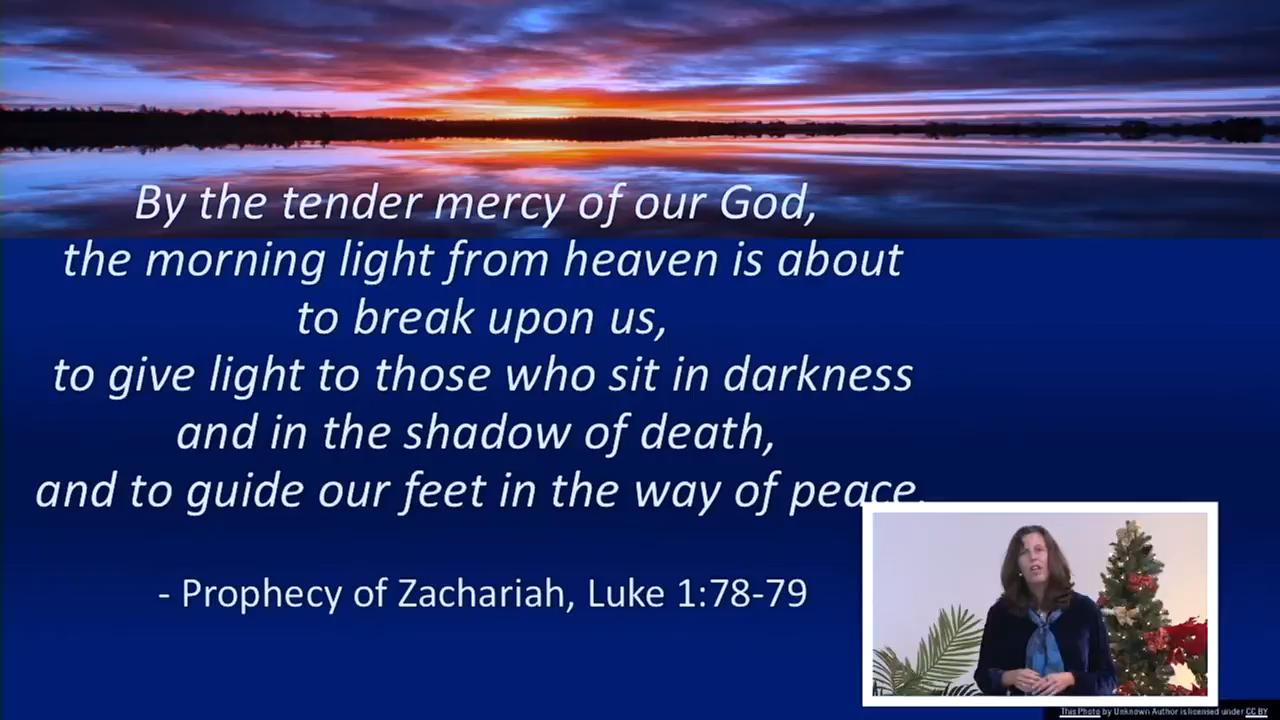 By the tender mercy of our God,
the morning light from heaven is about
to break upon us,
to give light to those who sit in darkness
and in the shadow of death,
and to guide our feet in the way of peace.
- Prophecy of Zachariah, Luke 1:78-79
This Photo by Unknown Author is licensed under CC BY